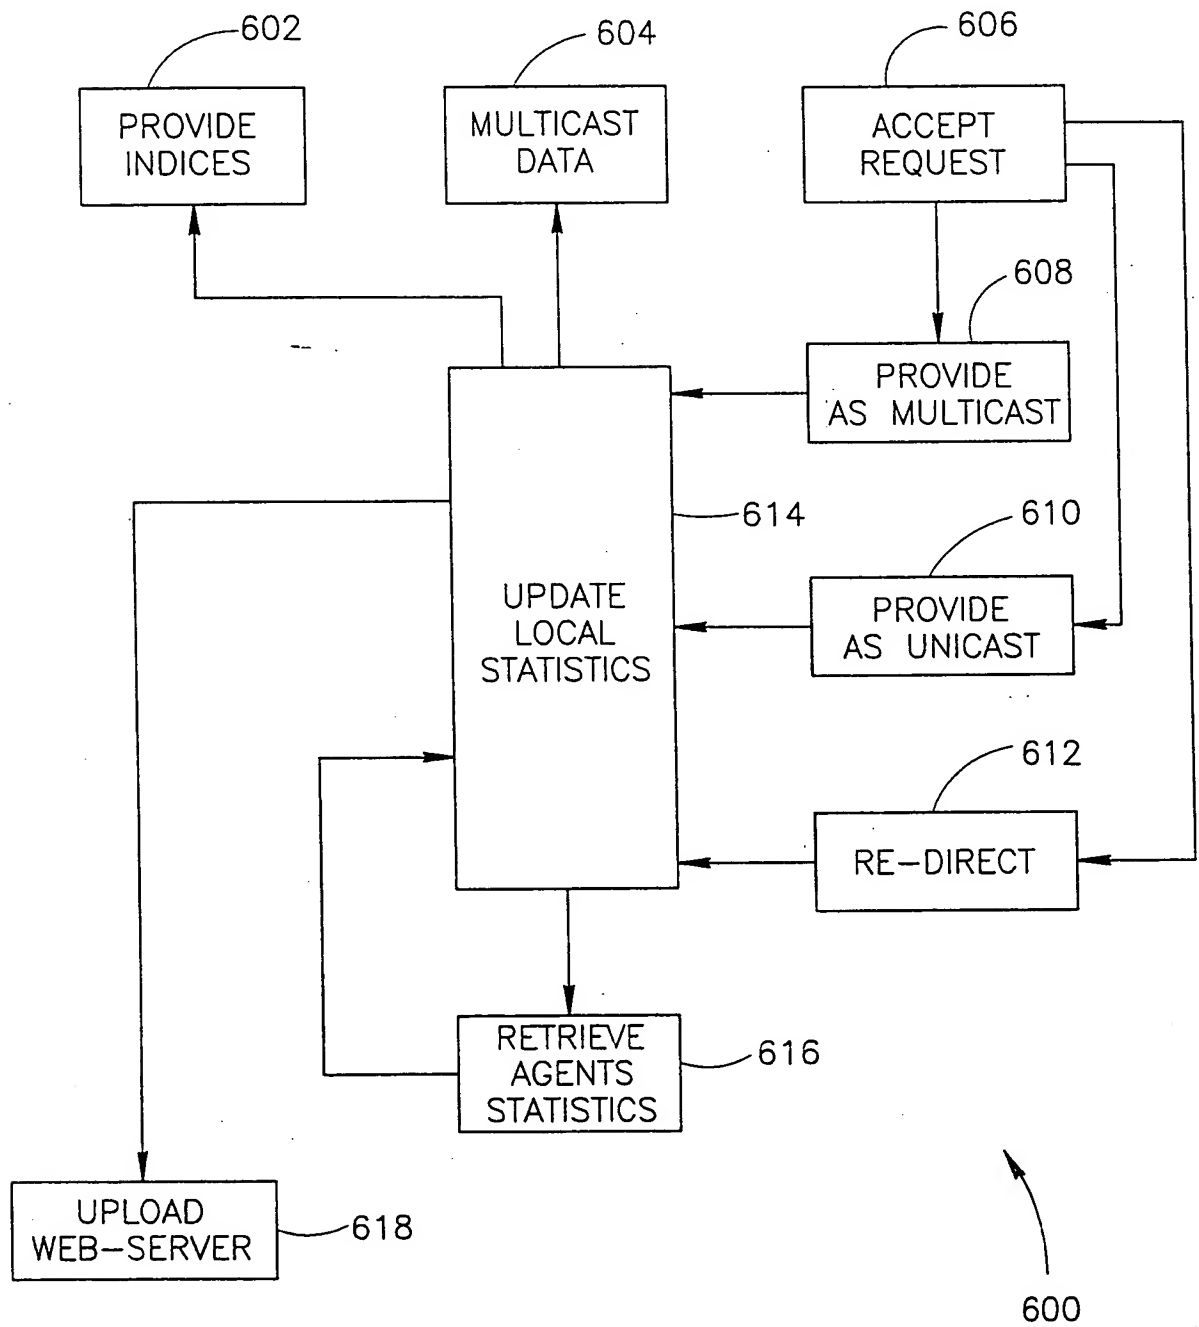 602
604
606
PROVIDE
INDICES
MULTICAST
DATA
ACCEPT
REQUEST
608
PROVIDE
AS MULTICAST
614
610
UPDATE
LOCAL
STATISTICS
PROVIDE
AS UNICAST
612
RE-DIRECT
RETRIEVE
AGENTS
STATISTICS
616
UPLOAD
WEB-SERVER
618
600